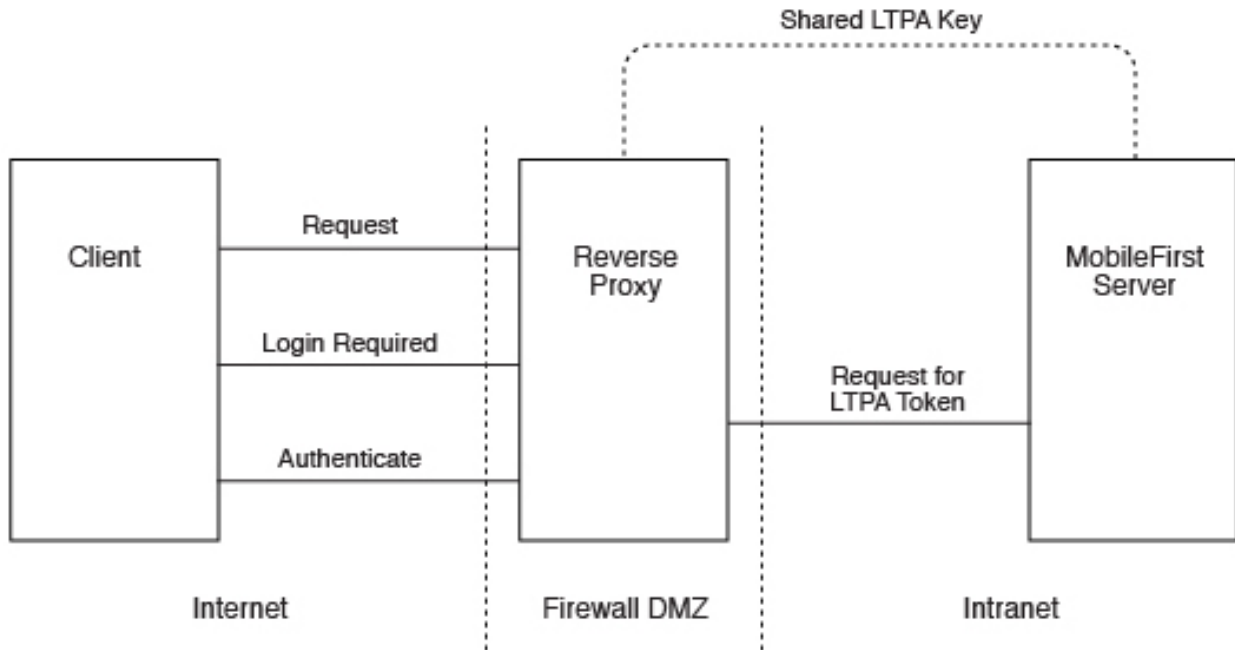 Shared LTPA Key
Client
Request
Login Required
Authenticate
Reverse
Proxy
Request for
LTPA Token
MobileFirst
Server
Internet
Firewall DMZ
Intranet